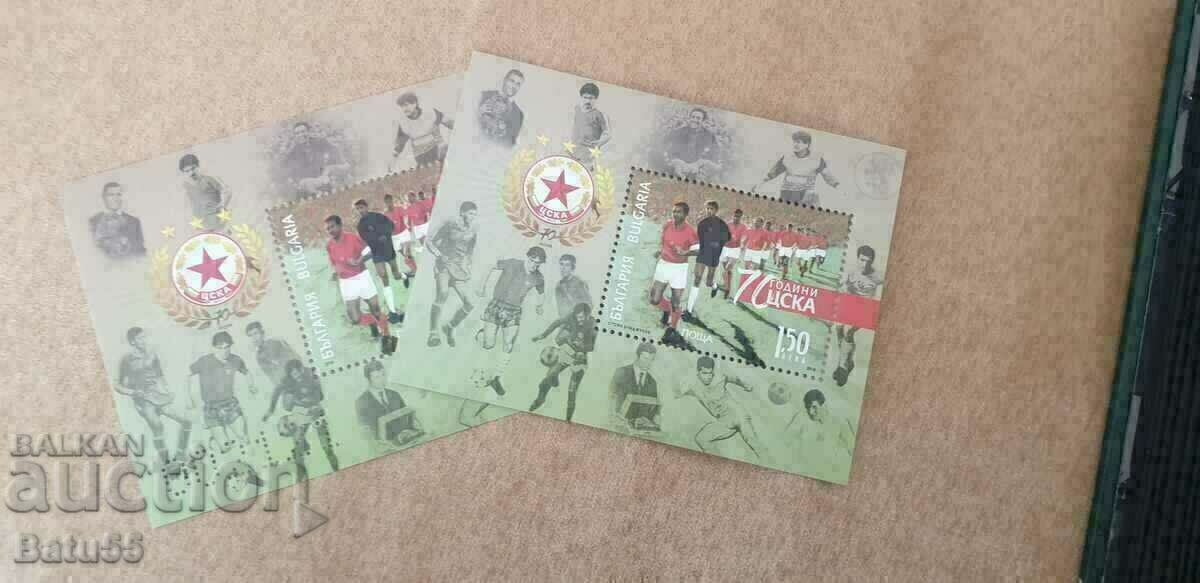 ЦСКА
БЪЛГАРИЯ BULGARIA
ЦСКА
БЪЛГАРИЯ BULGARIA
70 ГОДИНИ
ЦСКА
ПОЩА
1,50
ЛЕВА
BALKAN
auction
Batu55